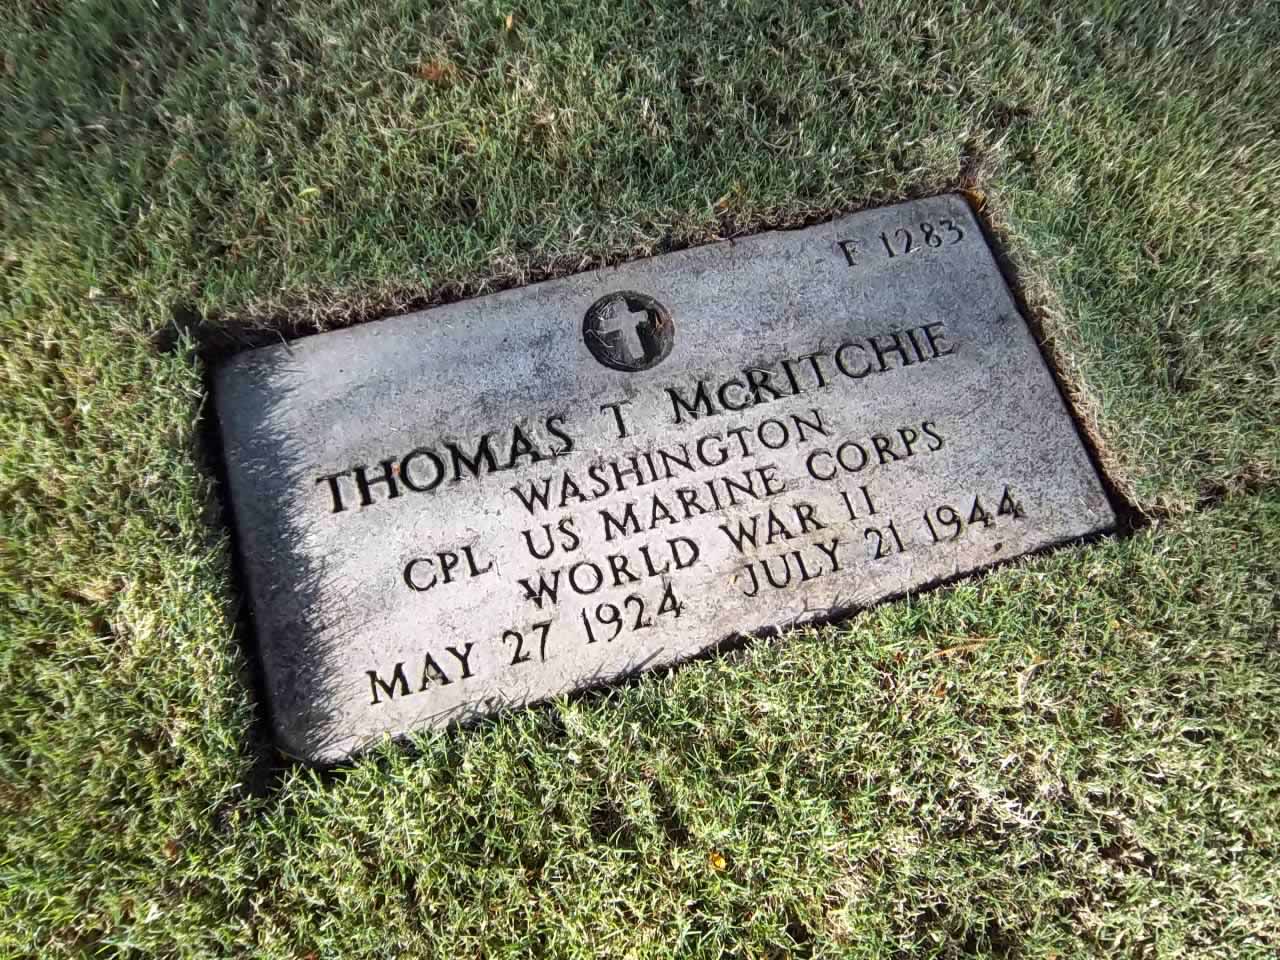 F 1283
THOMAS T McRITCHIE
WASHINGTON
CPL US MARINE CORPS
WORLD WAR II
MAY 27 1924 JULY 21 1944